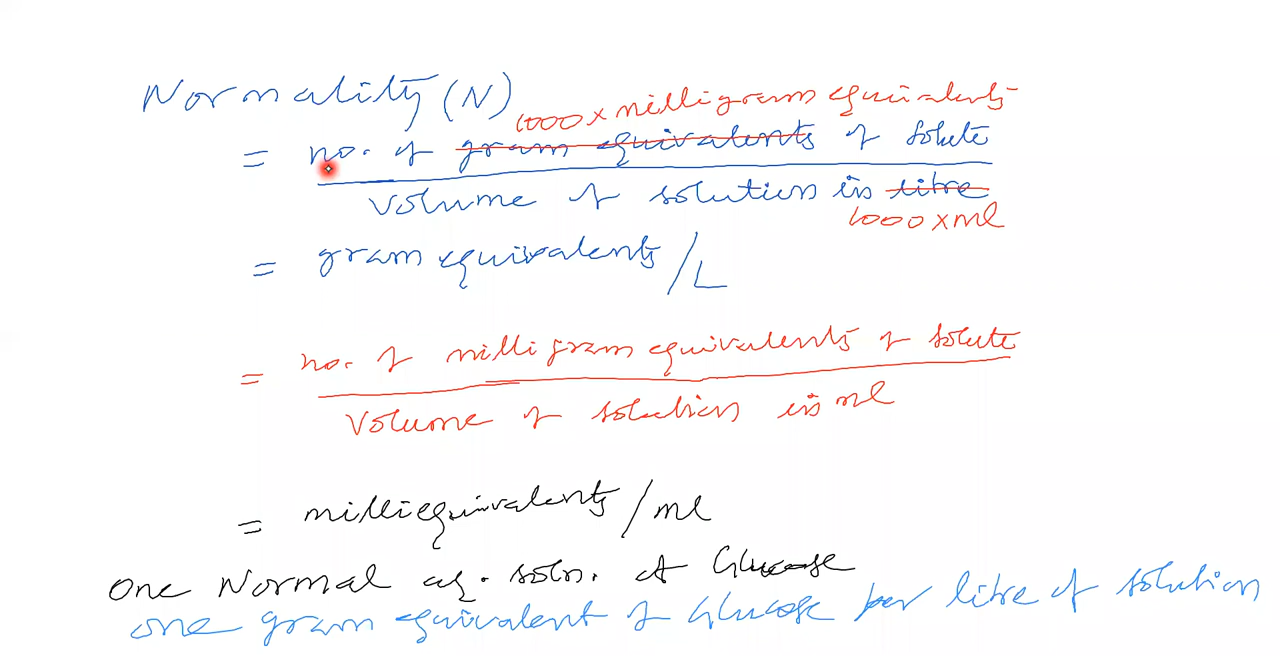 Normality (N)
1000 x milligram equivalents
= no. of gram equivalents of solute
volume of solution in litre
1000 x ml
= gram equivalents / L
no. of milligram equivalents of solute
=
Volume of solution in ml
= milliequivalents / ml
One Normal aq. soln. of Glucose
one gram equivalent of Glucose per litre of solution